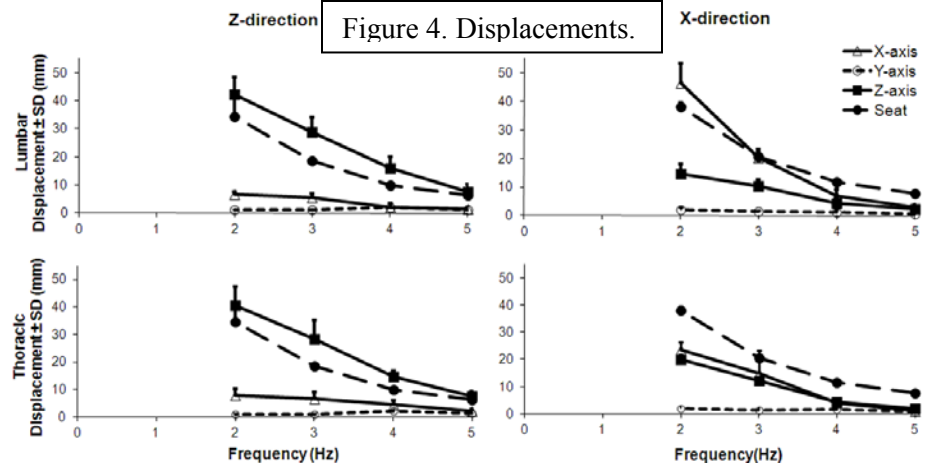 Z-direction
Figure 4. Displacements.
X-direction
X-axis
Y-axis
Z-axis
Seat
Lumbar
Displacement ± SD (mm)
50
40
30
20
10
0
0 1 2 3 4 5
50
40
30
20
10
0
0 1 2 3 4 5
Thoracic
Displacement ± SD (mm)
50
40
30
20
10
0
0 1 2 3 4 5
Frequency(Hz)
50
40
30
20
10
0
0 1 2 3 4 5
Frequency (Hz)